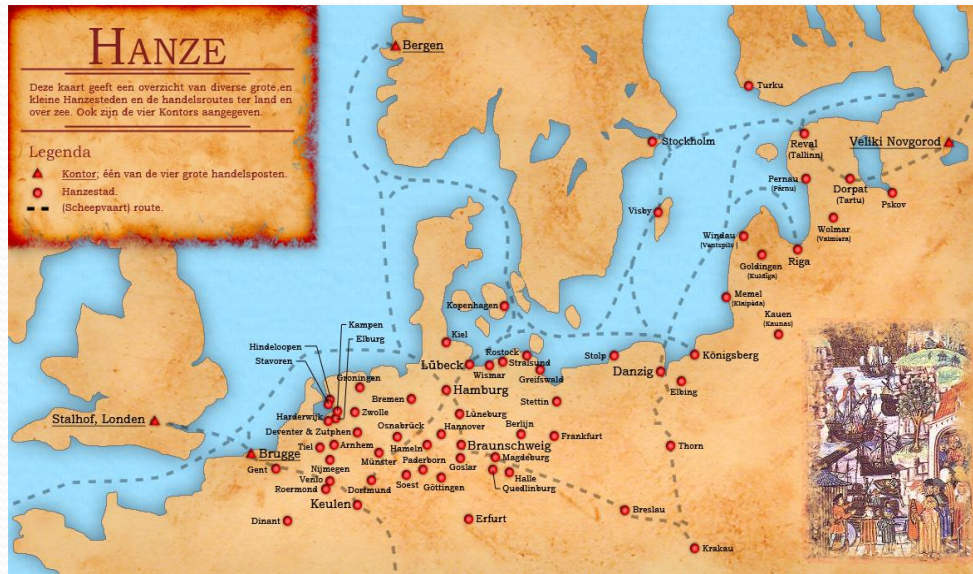 HANZE
Deze kaart geeft een overzicht van diverse grote en
kleine Hanzesteden en de handelsroutes ter land en
over zee. Ook zijn de vier Kontors aangegeven.
Legenda
Kontor; één van de vier grote handelsposten.
Hanzestad.
(Scheepvaart) route.
Bergen
Turku
Stockholm
Reval
(Tallinn)
Veliki Novgorod
Pernau
(Pärnu)
Dorpat
(Tartu)
Pskov
Visby
Wolmar
(Valmiera)
Windau
(Ventspils)
Goldingen
(Kuldiga)
Riga
Memel
(Klaipéda)
Kauen
(Kaunas)
Kopenhagen
Kiel
Kampen
Elburg
Hindeloopen
Stavoren
Groningen
Lübeck
Rostock
Wismar
Stralsund
Greifswald
Stolp
Danzig
Königsberg
Elbing
Hamburg
Bremen
Stettin
Stalhof, Londen
Harderwijk
Zwolle
Lüneburg
Deventer & Zutphen
Osnabrück
Hannover
Berlijn
Frankfurt
Brugge
Tiel
Arnhem
Hameln
Braunschweig
Thorn
Gent
Nijmegen
Münster
Paderborn
Goslar
Magdeburg
Venlo
Roermond
Dortmund
Soest
Göttingen
Halle
Quedlinburg
Keulen
Dinant
Erfurt
Breslau
Krakau